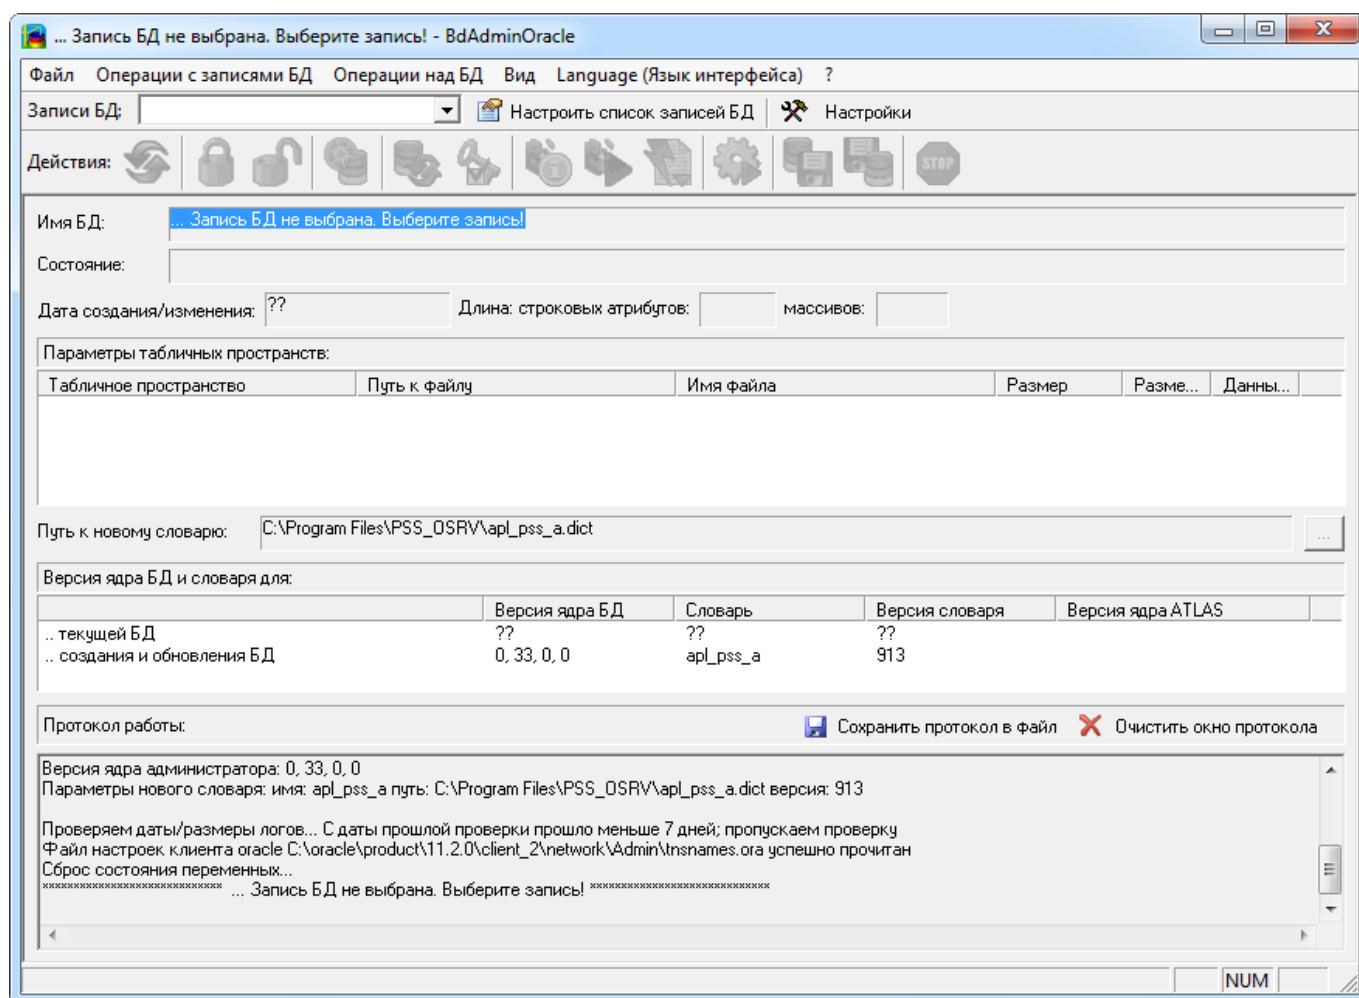 ... Запись БД не выбрана. Выберите запись! - BdAdminOracle
Файл Операции с записями БД Операции над БД Вид Language (Язык интерфейса) ?
Записи БД: Настроить список записей БД Настройки
Действия: STOP
Имя БД: ... Запись БД не выбрана. Выберите запись!
Состояние:
Дата создания/изменения: ?? Длина: строковых атрибутов: массивов:
Параметры табличных пространств:
Табличное пространство Путь к файлу Имя файла Размер Разме... Данны...
Путь к новому словарю: C:\Program Files\PSS_OSRV\apl_pss_a.dict ...
Версия ядра БД и словаря для:
Версия ядра БД Словарь Версия словаря Версия ядра ATLAS
.. текущей БД ?? ?? ??
.. создания и обновления БД 0, 33, 0, 0 apl_pss_a 913
Протокол работы: Сохранить протокол в файл Очистить окно протокола
Версия ядра администратора: 0, 33, 0, 0
Параметры нового словаря: имя: apl_pss_a путь: C:\Program Files\PSS_OSRV\apl_pss_a.dict версия: 913
Проверяем даты/размеры логов... С даты прошлой проверки прошло меньше 7 дней; пропускаем проверку
Файл настроек клиента oracle C:\oracle\product\11.2.0\client_2\network\Admin\tnsnames.ora успешно прочитан
Сброс состояния переменных...
****************************** ... Запись БД не выбрана. Выберите запись! ******************************
NUM